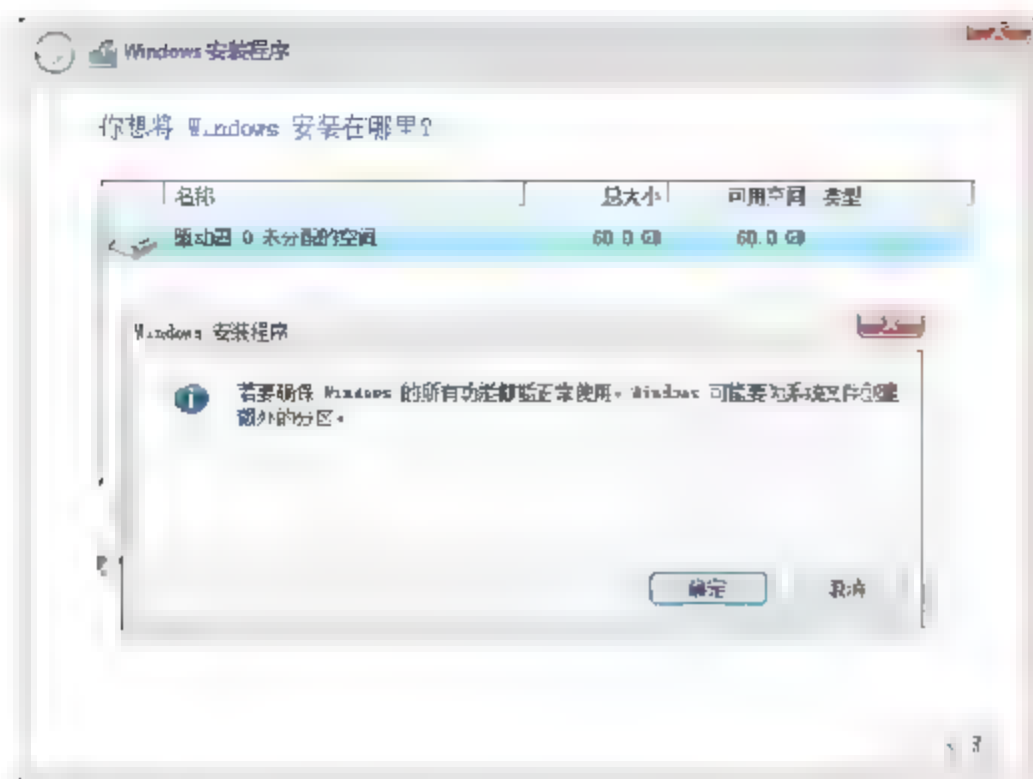 Windows 安装程序
你想将 Windows 安装在哪里?
名称 总大小 可用空间 类型
驱动器 0 未分配的空间 60.0 GB 60.0 GB
Windows 安装程序
若要确保 Windows 的所有功能都能正常使用，Windows 可能要为系统文件创建
额外的分区。
确定 取消